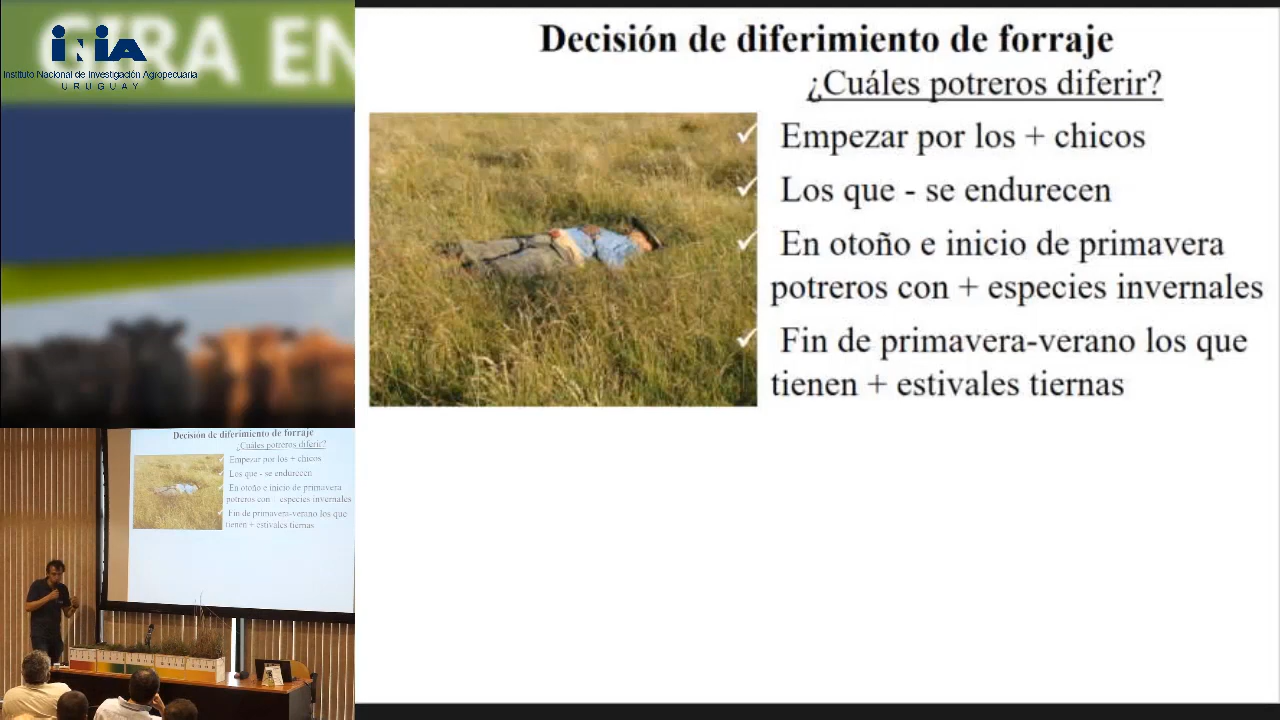 GIRA EN
INIA
Instituto Nacional de Investigación Agropecuaria
URUGUAY
Decisión de diferimiento de forraje
¿Cuáles potreros diferir?
✓ Empezar por los + chicos
✓ Los que - se endurecen
✓ En otoño e inicio de primavera
potreros con + especies invernales
✓ Fin de primavera-verano los que
tienen + estivales tiernas
Decisión de diferimiento de forraje
¿Cuáles potreros diferir?
Empezar por los + chicos
Los que - se endurecen
En otoño e inicio de primavera
potreros con + especies invernales
Fin de primavera-verano los que
tienen + estivales tiernas